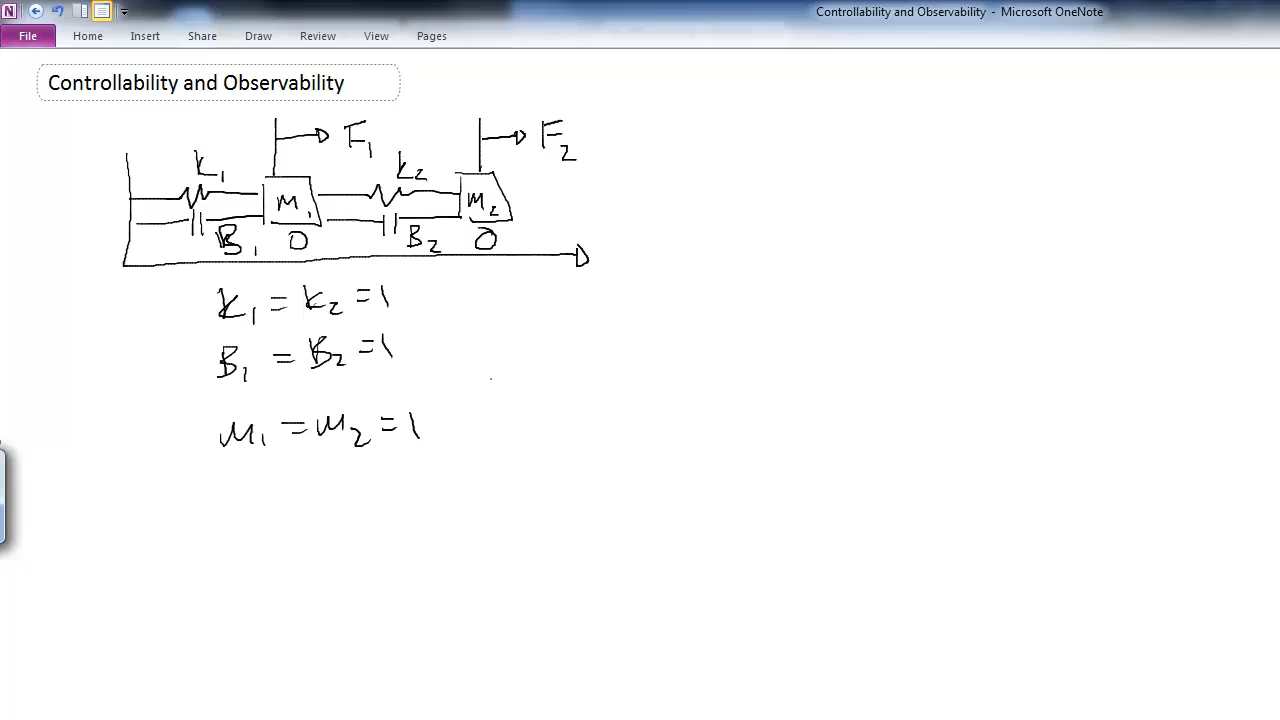 Controllability and Observability - Microsoft OneNote
File Home Insert Share Draw Review View Pages
Controllability and Observability
F1 F2
K1 K2
M1 M2
B1 B2
K1 = K2 = 1
B1 = B2 = 1
M1 = M2 = 1